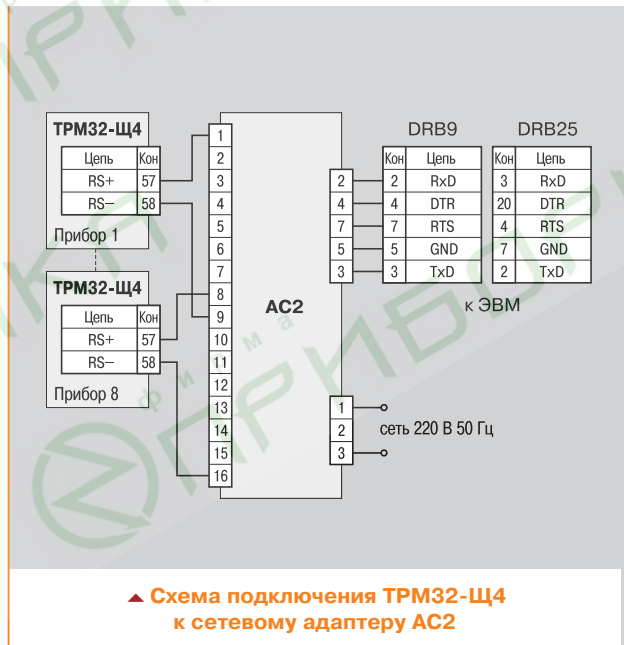 ТРМ32-Щ4
Цепь Кон
RS+ 57
RS− 58
Прибор 1
ТРМ32-Щ4
Цепь Кон
RS+ 57
RS− 58
Прибор 8
1
2
3
4
5
6
7
8
9
10
11
12
13
14
15
16
АС2
2
4
7
5
3
1
2
3
DRB9
Кон Цепь
2 RxD
4 DTR
7 RTS
5 GND
3 TxD
DRB25
Кон Цепь
3 RxD
20 DTR
4 RTS
7 GND
2 TxD
к ЭВМ
сеть 220 В 50 Гц
фирма
ПРИБОР
▲ Схема подключения ТРМ32-Щ4
к сетевому адаптеру АС2